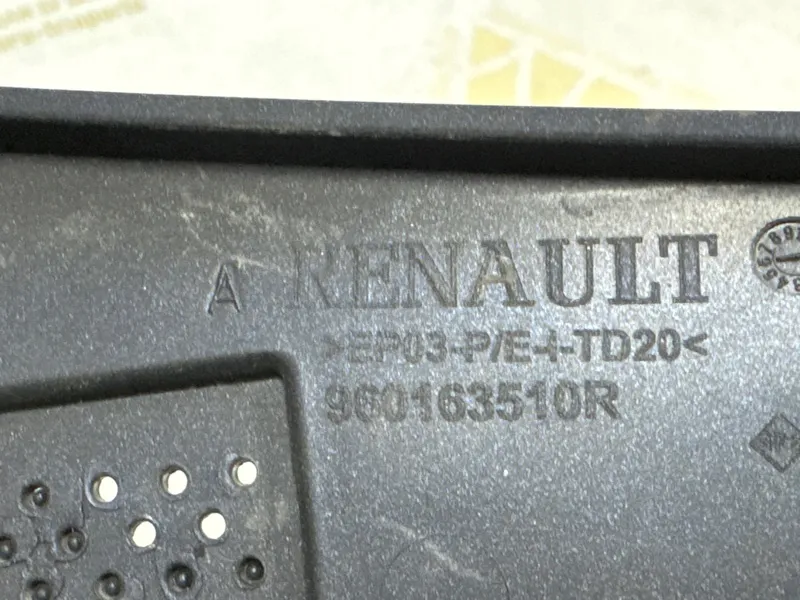 A RENAULT
>EP03-P/E-I-TD20<
960163510R